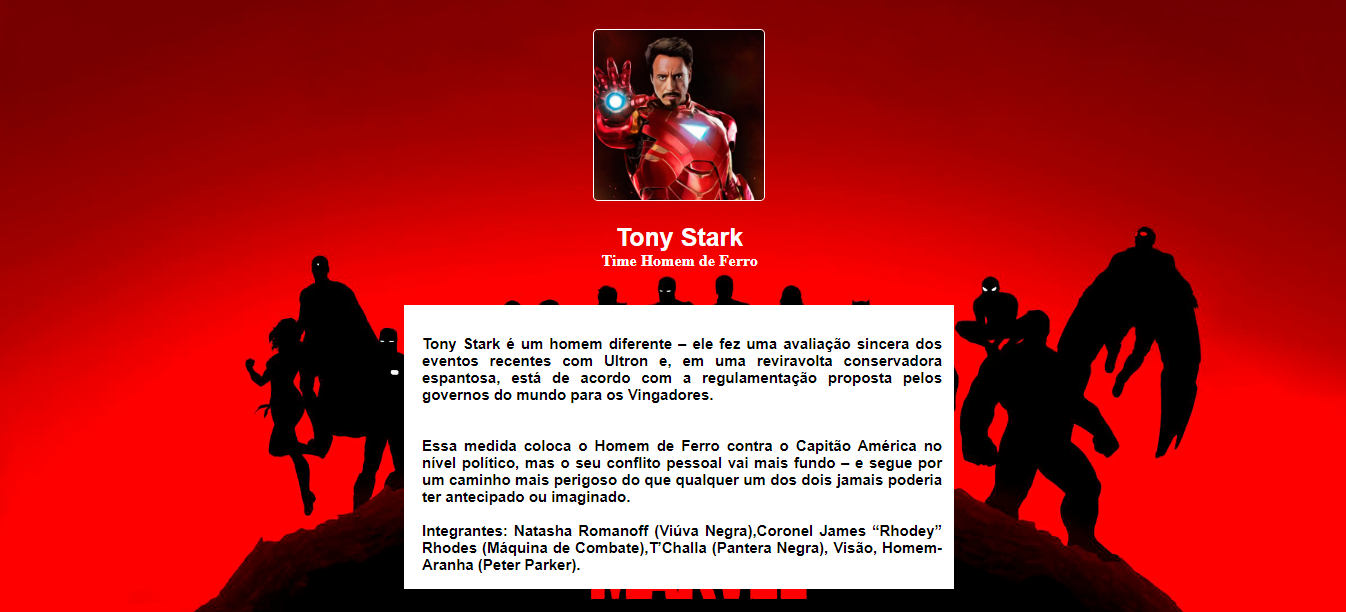 Tony Stark
Time Homem de Ferro
Tony Stark é um homem diferente – ele fez uma avaliação sincera dos
eventos recentes com Ultron e, em uma reviravolta conservadora
espantosa, está de acordo com a regulamentação proposta pelos
governos do mundo para os Vingadores.
Essa medida coloca o Homem de Ferro contra o Capitão América no
nível político, mas o seu conflito pessoal vai mais fundo – e segue por
um caminho mais perigoso do que qualquer um dos dois jamais poderia
ter antecipado ou imaginado.
Integrantes: Natasha Romanoff (Viúva Negra),Coronel James “Rhodey”
Rhodes (Máquina de Combate),T’Challa (Pantera Negra), Visão, Homem-
Aranha (Peter Parker).